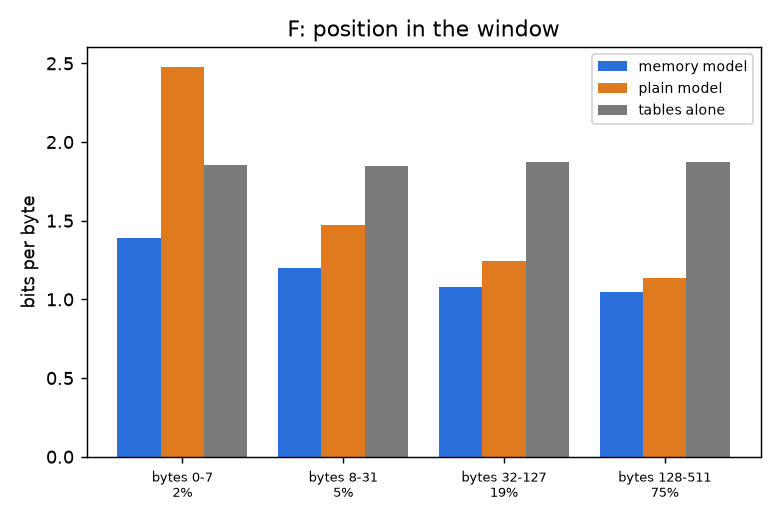 F: position in the window
memory model
plain model
tables alone
bits per byte
2.5
2.0
1.5
1.0
0.5
0.0
bytes 0-7
2%
bytes 8-31
5%
bytes 32-127
19%
bytes 128-511
75%